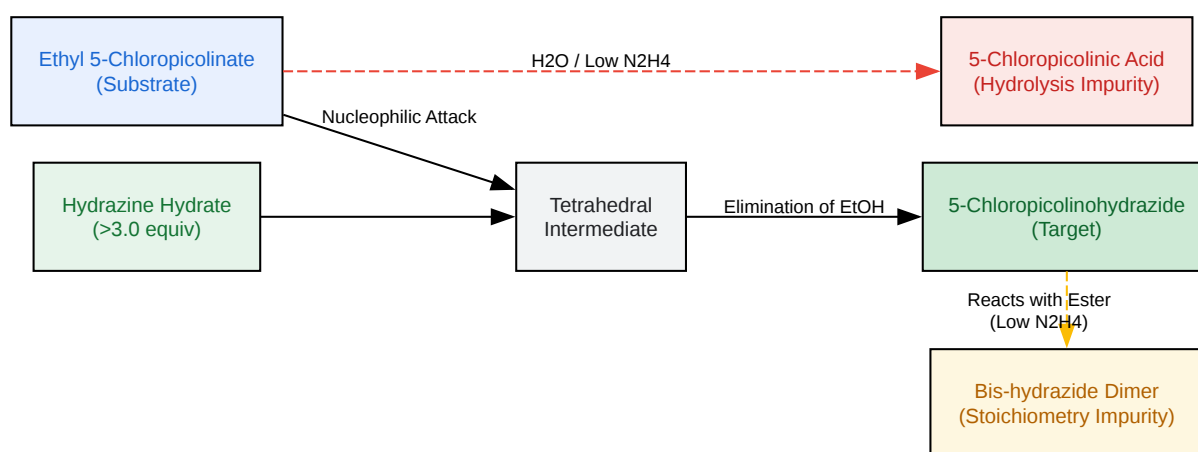 Ethyl 5-Chloropicolinate
(Substrate)
H2O / Low N2H4
5-Chloropicolinic Acid
(Hydrolysis Impurity)
Nucleophilic Attack
Hydrazine Hydrate
(>3.0 equiv)
Tetrahedral
Intermediate
Elimination of EtOH
5-Chloropicolinohydrazide
(Target)
Reacts with Ester
(Low N2H4)
Bis-hydrazide Dimer
(Stoichiometry Impurity)